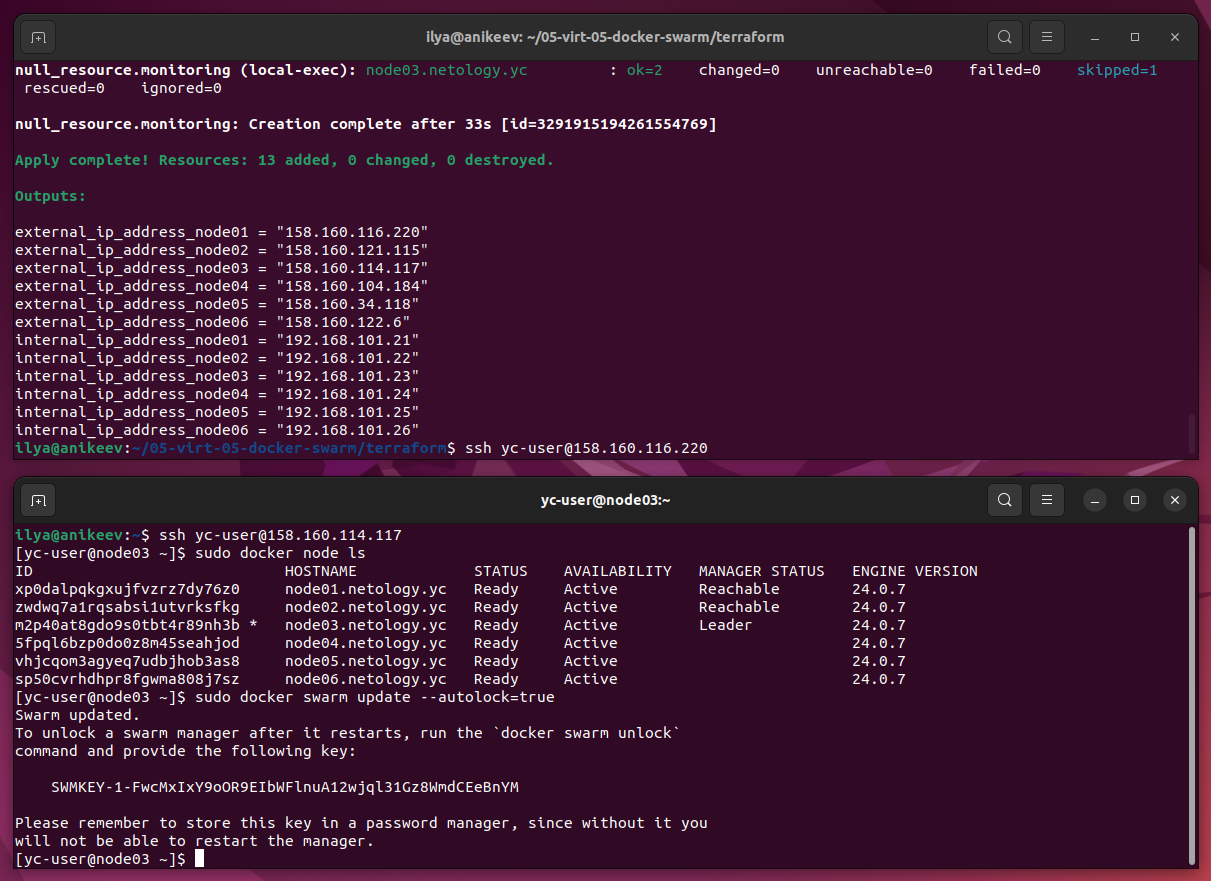 ilya@anikeev: ~/05-virt-05-docker-swarm/terraform
null_resource.monitoring (local-exec): node03.netology.yc         : ok=2    changed=0    unreachable=0    failed=0    skipped=1
 rescued=0    ignored=0
null_resource.monitoring: Creation complete after 33s [id=3291915194261554769]
Apply complete! Resources: 13 added, 0 changed, 0 destroyed.
Outputs:
external_ip_address_node01 = "158.160.116.220"
external_ip_address_node02 = "158.160.121.115"
external_ip_address_node03 = "158.160.114.117"
external_ip_address_node04 = "158.160.104.184"
external_ip_address_node05 = "158.160.34.118"
external_ip_address_node06 = "158.160.122.6"
internal_ip_address_node01 = "192.168.101.21"
internal_ip_address_node02 = "192.168.101.22"
internal_ip_address_node03 = "192.168.101.23"
internal_ip_address_node04 = "192.168.101.24"
internal_ip_address_node05 = "192.168.101.25"
internal_ip_address_node06 = "192.168.101.26"
ilya@anikeev:~/05-virt-05-docker-swarm/terraform$ ssh yc-user@158.160.116.220
yc-user@node03:~
ilya@anikeev:~$ ssh yc-user@158.160.114.117
[yc-user@node03 ~]$ sudo docker node ls
ID                            HOSTNAME             STATUS    AVAILABILITY   MANAGER STATUS   ENGINE VERSION
xp0dalpqkgxujfvzrz7dy76z0     node01.netology.yc   Ready     Active         Reachable        24.0.7
zwdwq7a1rqsabsi1utvrksfkg     node02.netology.yc   Ready     Active         Reachable        24.0.7
m2p40at8gdo9s0tbt4r89nh3b *   node03.netology.yc   Ready     Active         Leader           24.0.7
5fpql6bzp0do0z8m45seahjod     node04.netology.yc   Ready     Active                          24.0.7
vhjcqom3agyeq7udbjhob3as8     node05.netology.yc   Ready     Active                          24.0.7
sp50cvrhdhpr8fgwma808j7sz     node06.netology.yc   Ready     Active                          24.0.7
[yc-user@node03 ~]$ sudo docker swarm update --autolock=true
Swarm updated.
To unlock a swarm manager after it restarts, run the `docker swarm unlock`
command and provide the following key:
    SWMKEY-1-FwcMxIxY9oOR9EIbWFlnuA12wjql31Gz8WmdCEeBnYM
Please remember to store this key in a password manager, since without it you
will not be able to restart the manager.
[yc-user@node03 ~]$